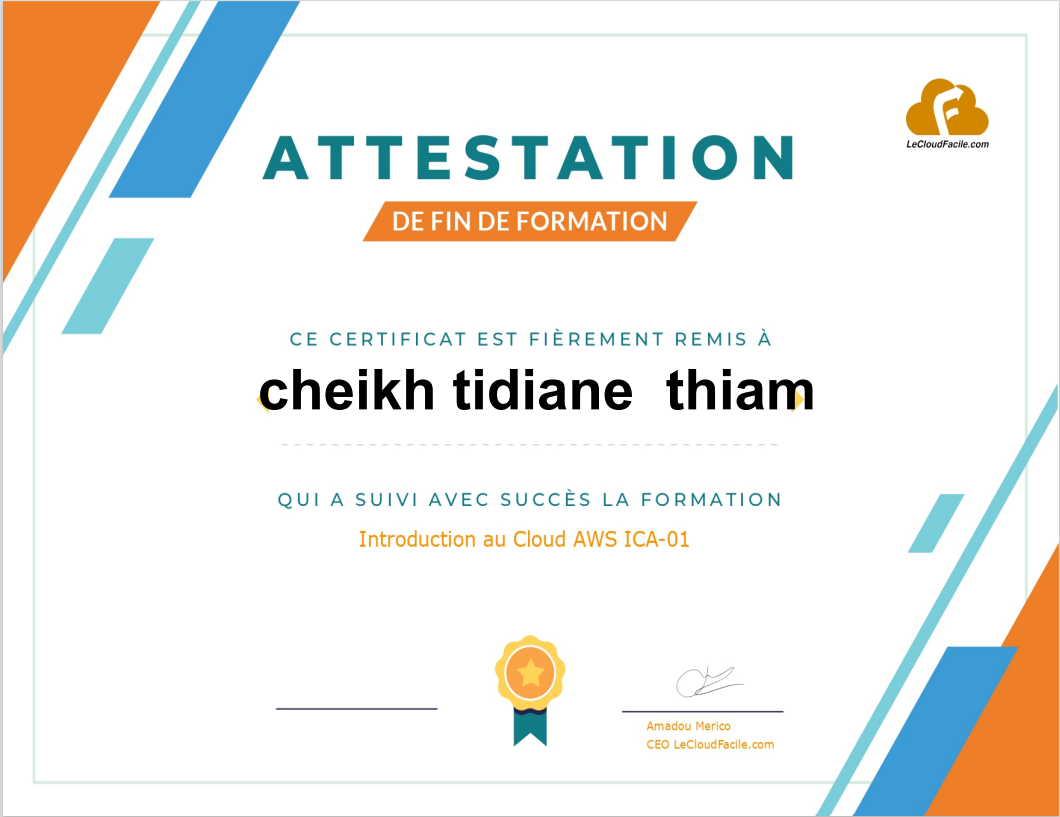 LeCloudFacile.com
ATTESTATION
DE FIN DE FORMATION
CE CERTIFICAT EST FIÈREMENT REMIS À
cheikh tidiane  thiam
QUI A SUIVI AVEC SUCCÈS LA FORMATION
Introduction au Cloud AWS ICA-01
Amadou Merico
CEO LeCloudFacile.com